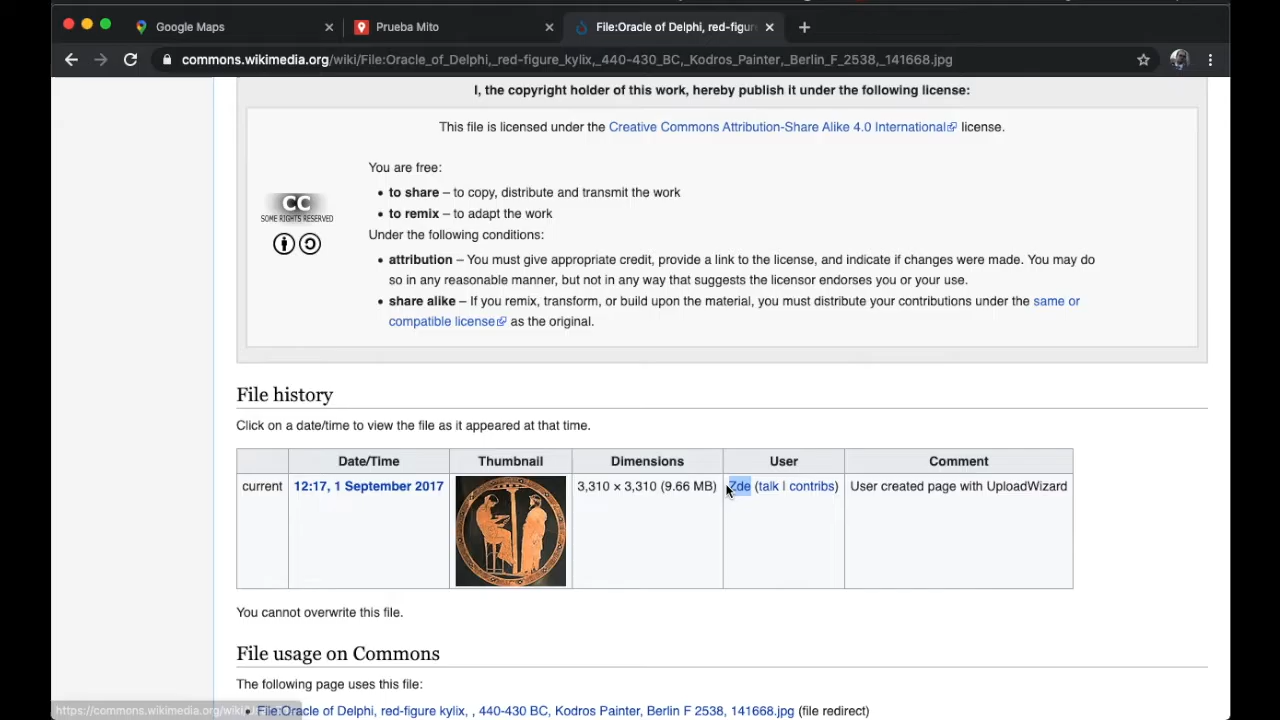 Google Maps
Prueba Mito
File:Oracle of Delphi, red-figur
commons.wikimedia.org/wiki/File:Oracle_of_Delphi,_red-figure_kylix,_440-430_BC,_Kodros_Painter,_Berlin_F_2538,_141668.jpg
I, the copyright holder of this work, hereby publish it under the following license:
This file is licensed under the Creative Commons Attribution-Share Alike 4.0 International license.
You are free:
• to share – to copy, distribute and transmit the work
• to remix – to adapt the work
CC
SOME RIGHTS RESERVED
Under the following conditions:
• attribution – You must give appropriate credit, provide a link to the license, and indicate if changes were made. You may do
so in any reasonable manner, but not in any way that suggests the licensor endorses you or your use.
• share alike – If you remix, transform, or build upon the material, you must distribute your contributions under the same or
compatible license as the original.
File history
Click on a date/time to view the file as it appeared at that time.
Date/Time Thumbnail Dimensions User Comment
current 12:17, 1 September 2017 3,310 × 3,310 (9.66 MB) Zde (talk | contribs) User created page with UploadWizard
You cannot overwrite this file.
File usage on Commons
The following page uses this file:
• File:Oracle of Delphi, red-figure kylix, , 440-430 BC, Kodros Painter, Berlin F 2538, 141668.jpg (file redirect)
https://commons.wikimedia.org/wiki/